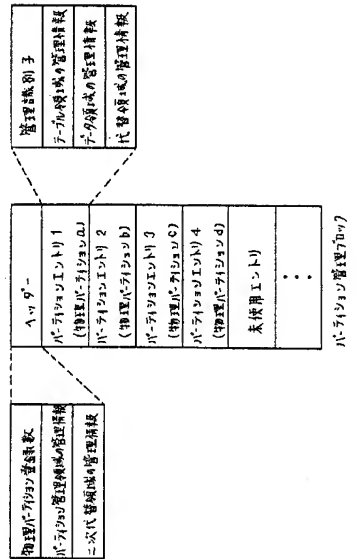 物理パーティション登録数
パーティション管理領域の管理情報
二次代替領域の管理情報
ヘッダー
パーティションエントリ1
(物理パーティションa)
パーティションエントリ2
(物理パーティションb)
パーティションエントリ3
(物理パーティションc)
パーティションエントリ4
(物理パーティションd)
未使用エントリ
パーティション管理ブロック
管理識別子
テーブル領域の管理情報
データ領域の管理情報
代替領域の管理情報